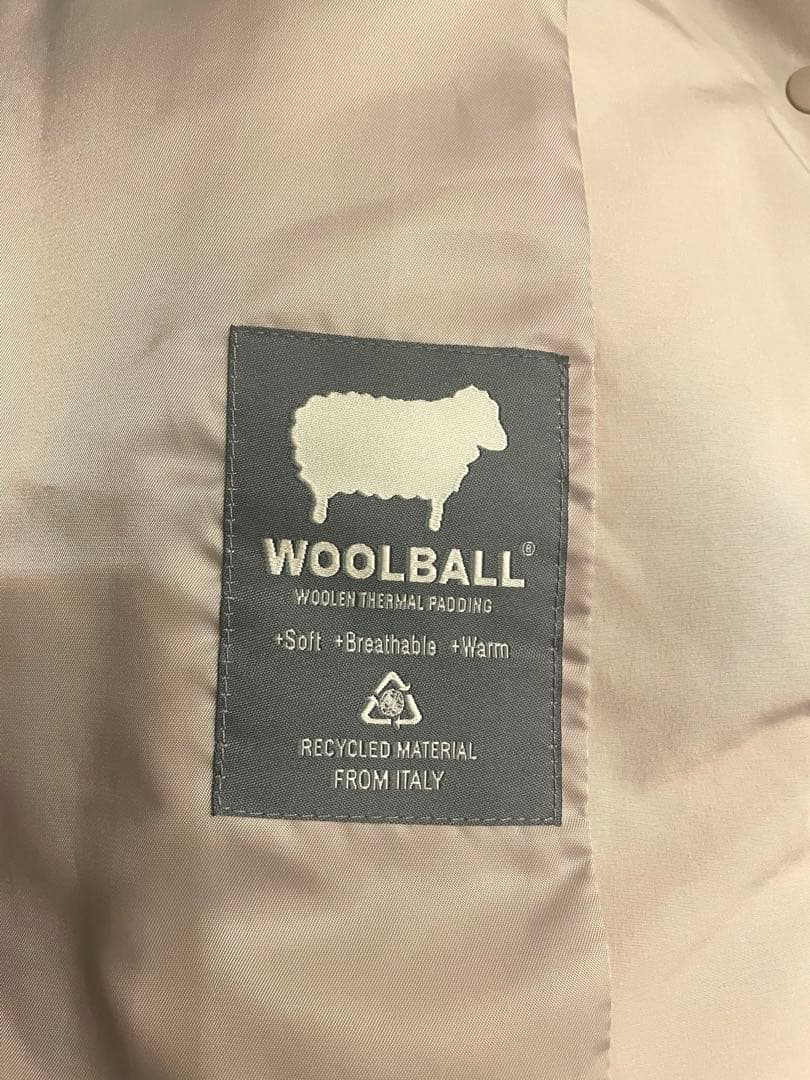 WOOLBALL®
WOOLEN THERMAL PADDING
+Soft +Breathable +Warm
RECYCLED MATERIAL
FROM ITALY